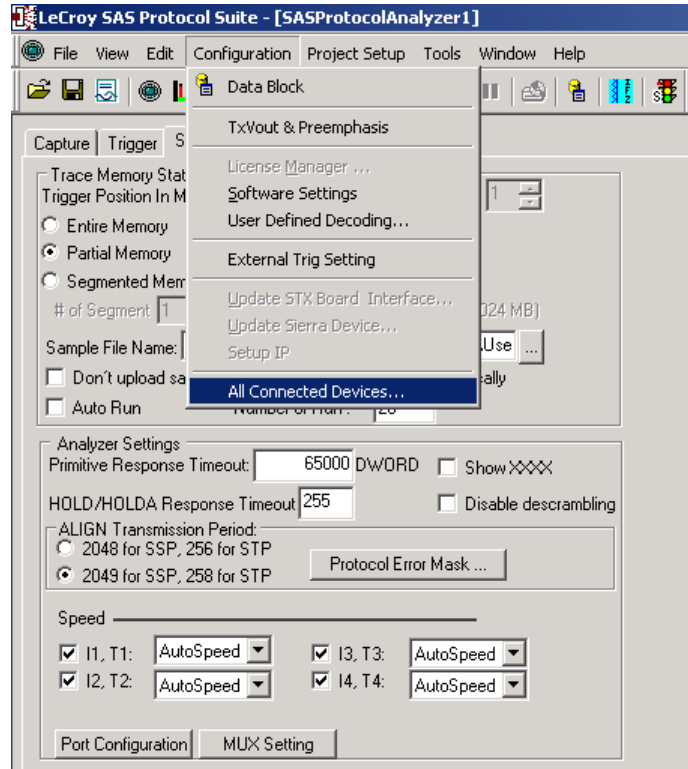 LeCroy SAS Protocol Suite - [SASProtocolAnalyzer1]
File View Edit Configuration Project Setup Tools Window Help
Data Block
TxVout & Preemphasis
License Manager ...
Software Settings
User Defined Decoding...
External Trig Setting
Update STX Board Interface...
Update Sierra Device...
Setup IP
All Connected Devices...
Capture Trigger S
Trace Memory Stat
Trigger Position In M 1
Entire Memory
Partial Memory
Segmented Mem
# of Segment 1 024 MB)
Sample File Name: Use ...
Don't upload sa cally
Auto Run Number of Run :
Analyzer Settings
Primitive Response Timeout: 65000 DWORD Show XXXX
HOLD/HOLDA Response Timeout 255 Disable descrambling
ALIGN Transmission Period:
2048 for SSP, 256 for STP
2049 for SSP, 258 for STP
Protocol Error Mask ...
Speed
I1, T1: AutoSpeed I3, T3: AutoSpeed
I2, T2: AutoSpeed I4, T4: AutoSpeed
Port Configuration MUX Setting